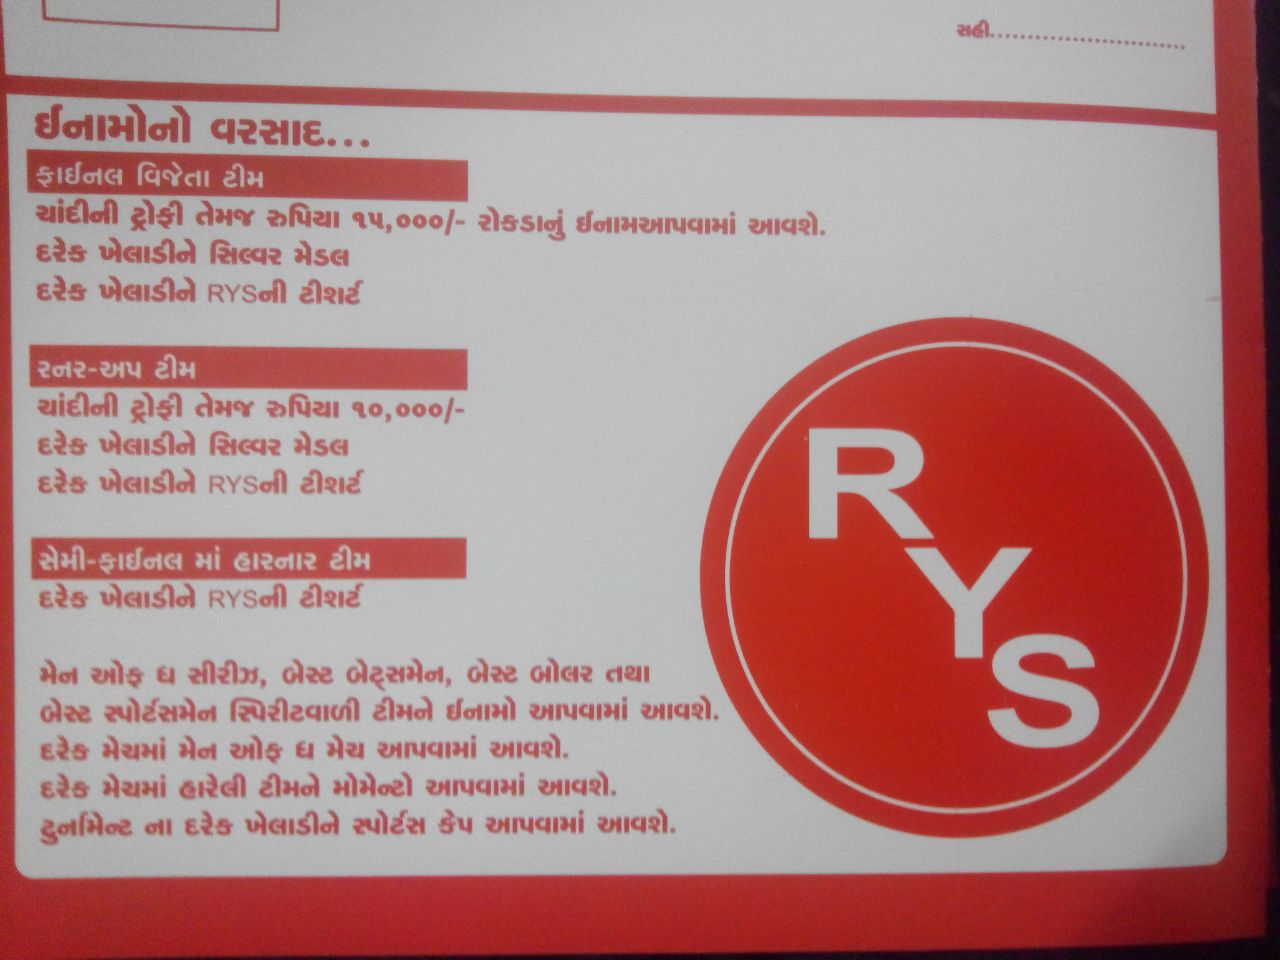 સહી........................
ઈનામોનો વરસાદ...
ફાઈનલ વિજેતા ટીમ
ચાંદીની ટ્રોફી તેમજ રુપિયા ૧૫,૦૦૦/- રોકડાનું ઈનામઆપવામાં આવશે.
દરેક ખેલાડીને સિલ્વર મેડલ
દરેક ખેલાડીને RYSની ટીશર્ટ
રનર-અપ ટીમ
ચાંદીની ટ્રોફી તેમજ રુપિયા ૧૦,૦૦૦/-
દરેક ખેલાડીને સિલ્વર મેડલ
દરેક ખેલાડીને RYSની ટીશર્ટ
સેમી-ફાઈનલ માં હારનાર ટીમ
દરેક ખેલાડીને RYSની ટીશર્ટ
મેન ઓફ ધ સીરીઝ, બેસ્ટ બેટ્સમેન, બેસ્ટ બોલર તથા
બેસ્ટ સ્પોર્ટસમેન સ્પિરીટવાળી ટીમને ઈનામો આપવામાં આવશે.
દરેક મેચમાં મેન ઓફ ધ મેચ આપવામાં આવશે.
દરેક મેચમાં હારેલી ટીમને મોમેન્ટો આપવામાં આવશે.
ટુર્નામેન્ટ ના દરેક ખેલાડીને સ્પોર્ટસ કેપ આપવામાં આવશે.
RYS